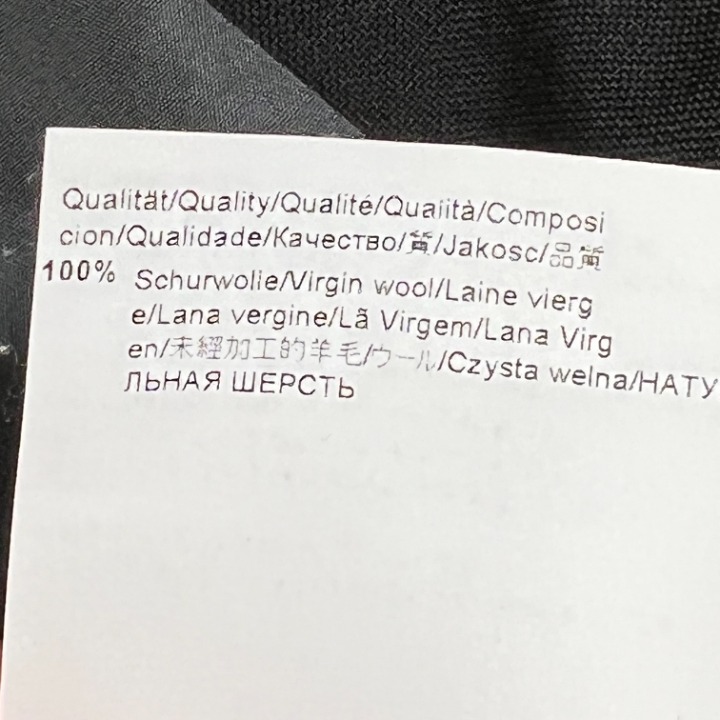 Qualität/Quality/Qualité/Qualità/Composi
cion/Qualidade/Качество/質/Jakosc/品質
100% Schurwolle/Virgin wool/Laine vierg
e/Lana vergine/Lã Virgem/Lana Virg
en/未經加工的羊毛/ウール/Czysta welna/НАТУ
ЛЬНАЯ ШЕРСТЬ